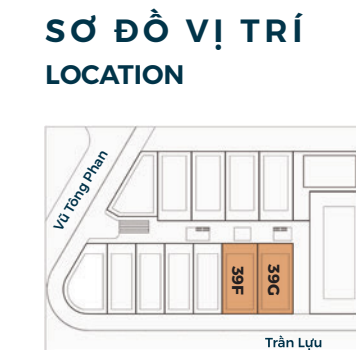 SƠ ĐỒ VỊ TRÍ
LOCATION
Vũ Tông Phan
39F
39G
Trần Lựu